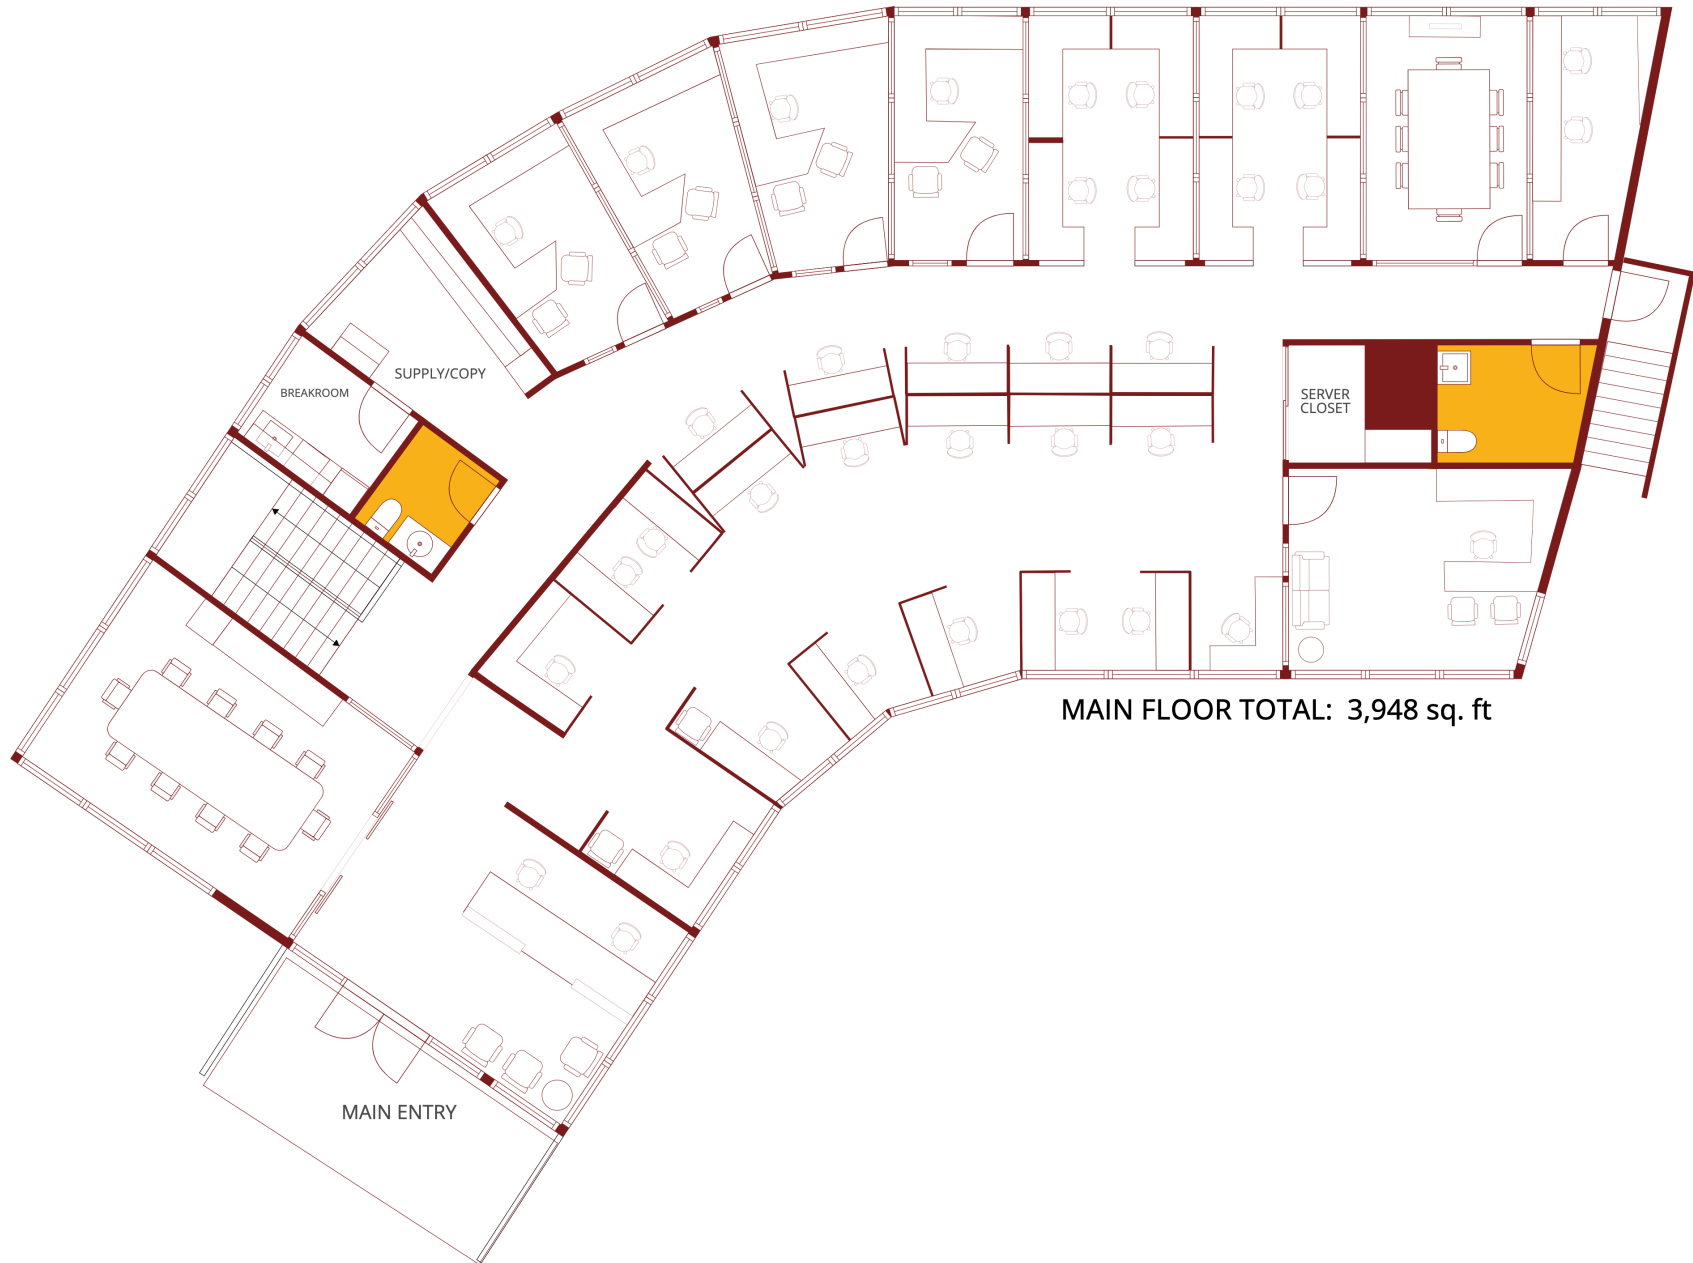 SUPPLY/COPY
BREAKROOM
SERVER
CLOSET
MAIN FLOOR TOTAL: 3,948 sq. ft
MAIN ENTRY